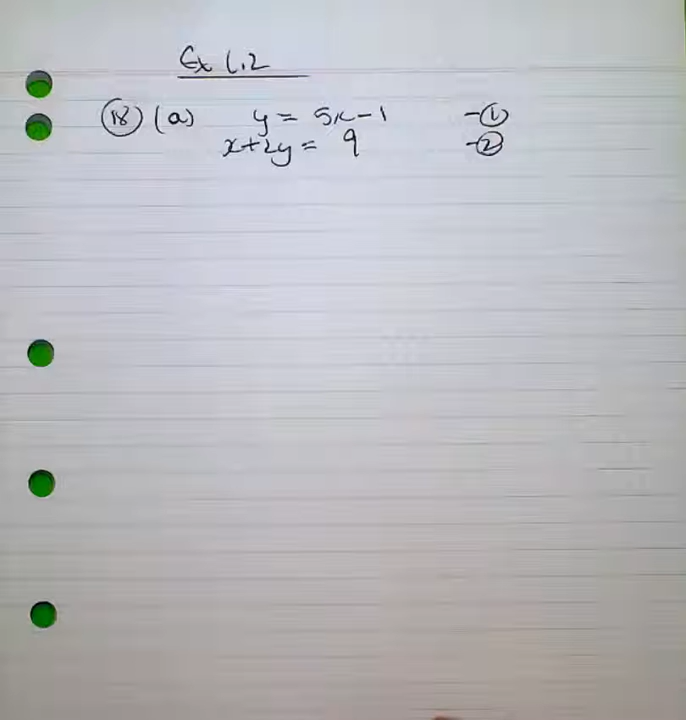 Ex 1.2
18 (a) y = 5x - 1 - ①
x + 2y = 9 - ②